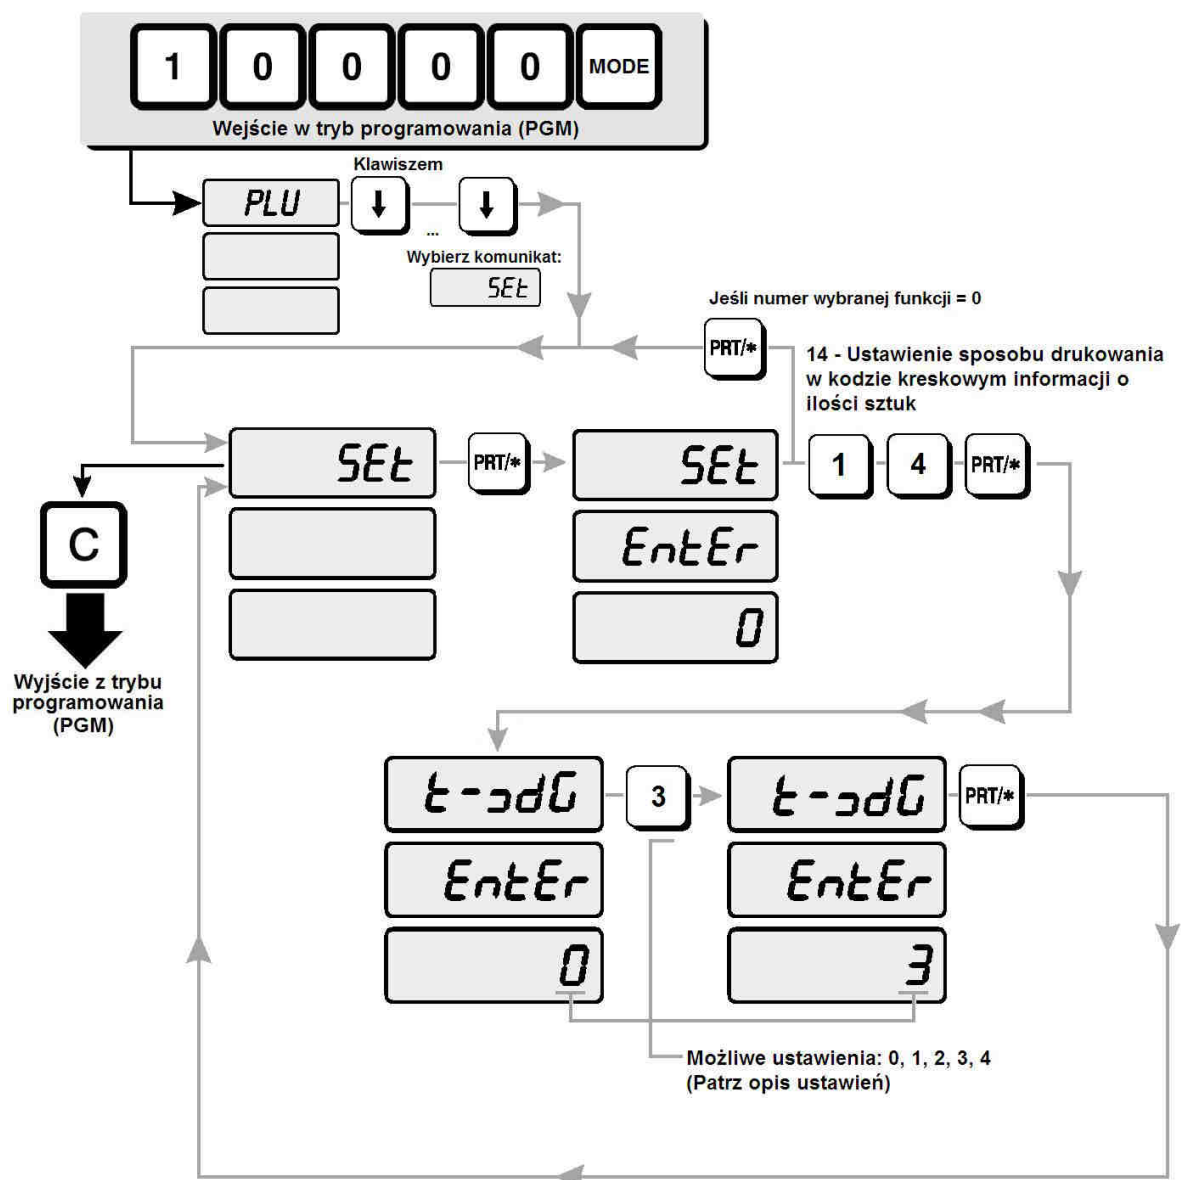 1 0 0 0 0 MODE
Wejście w tryb programowania (PGM)
Klawiszem
PLU
...
Wybierz komunikat:
SEt
Jeśli numer wybranej funkcji = 0
PRT/*
14 - Ustawienie sposobu drukowania
w kodzie kreskowym informacji o
ilości sztuk
SEt PRT/* SEt 1 4 PRT/*
C
EntEr
0
Wyjście z trybu
programowania
(PGM)
t-ɔdG 3 t-ɔdG PRT/*
EntEr EntEr
0 3
Możliwe ustawienia: 0, 1, 2, 3, 4
(Patrz opis ustawień)